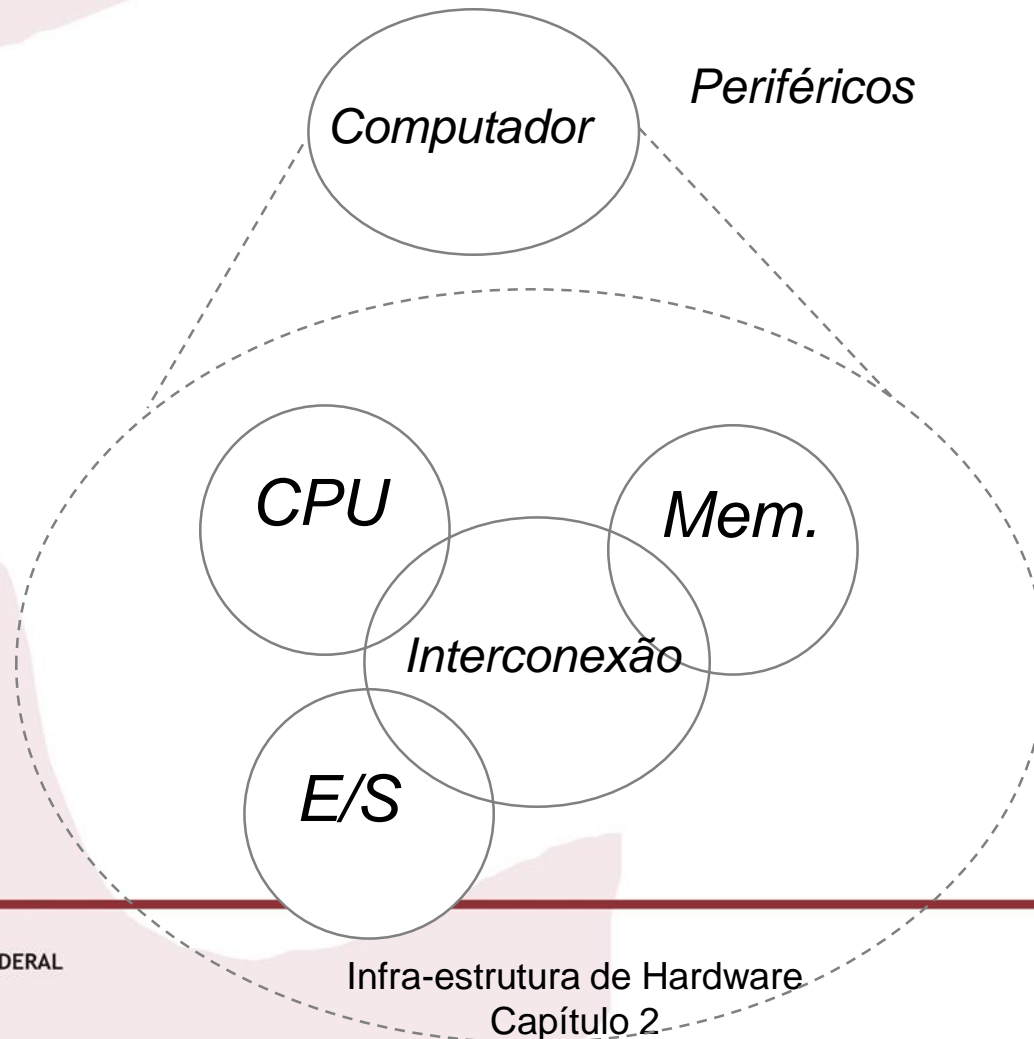 Computador
Periféricos
CPU
Mem.
Interconexão
E/S
DERAL
Infra-estrutura de Hardware
Capítulo 2